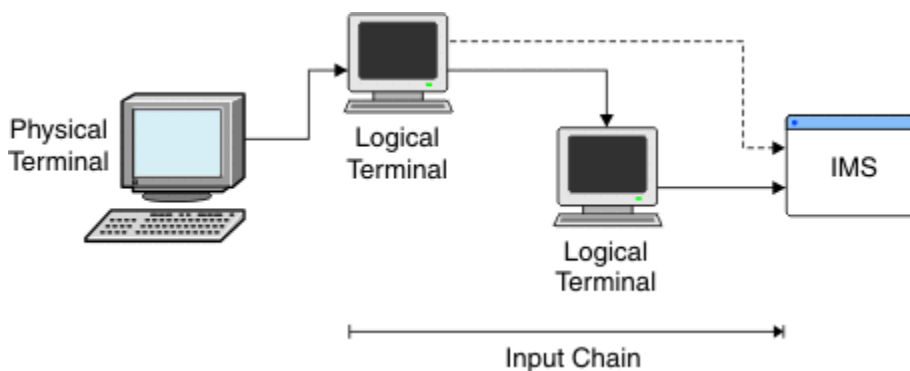 Physical
Terminal
Logical
Terminal
Logical
Terminal
IMS
Input Chain